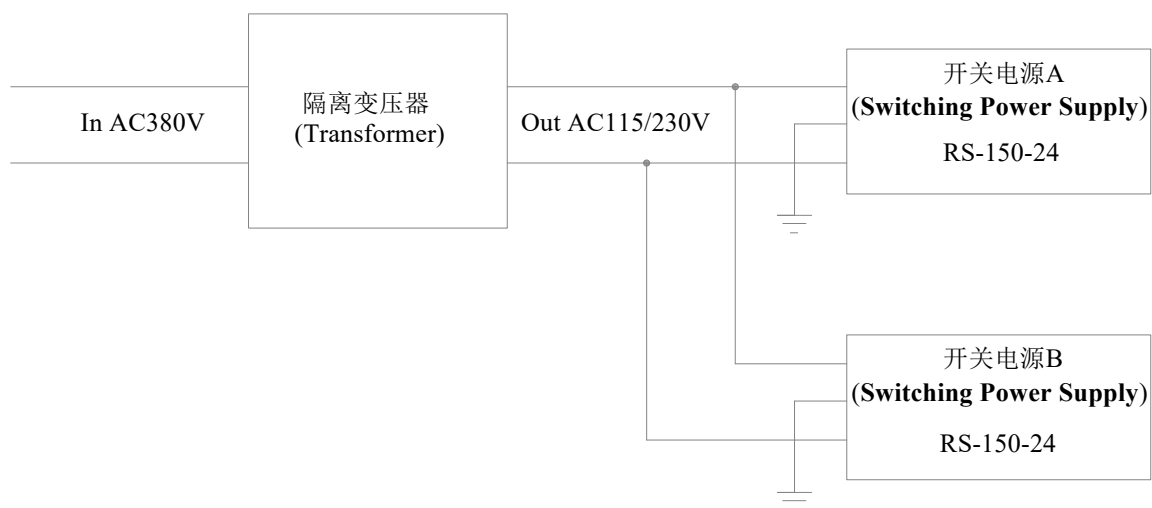 In AC380V
隔离变压器
(Transformer)
Out AC115/230V
开关电源A
(Switching Power Supply)
RS-150-24
开关电源B
(Switching Power Supply)
RS-150-24